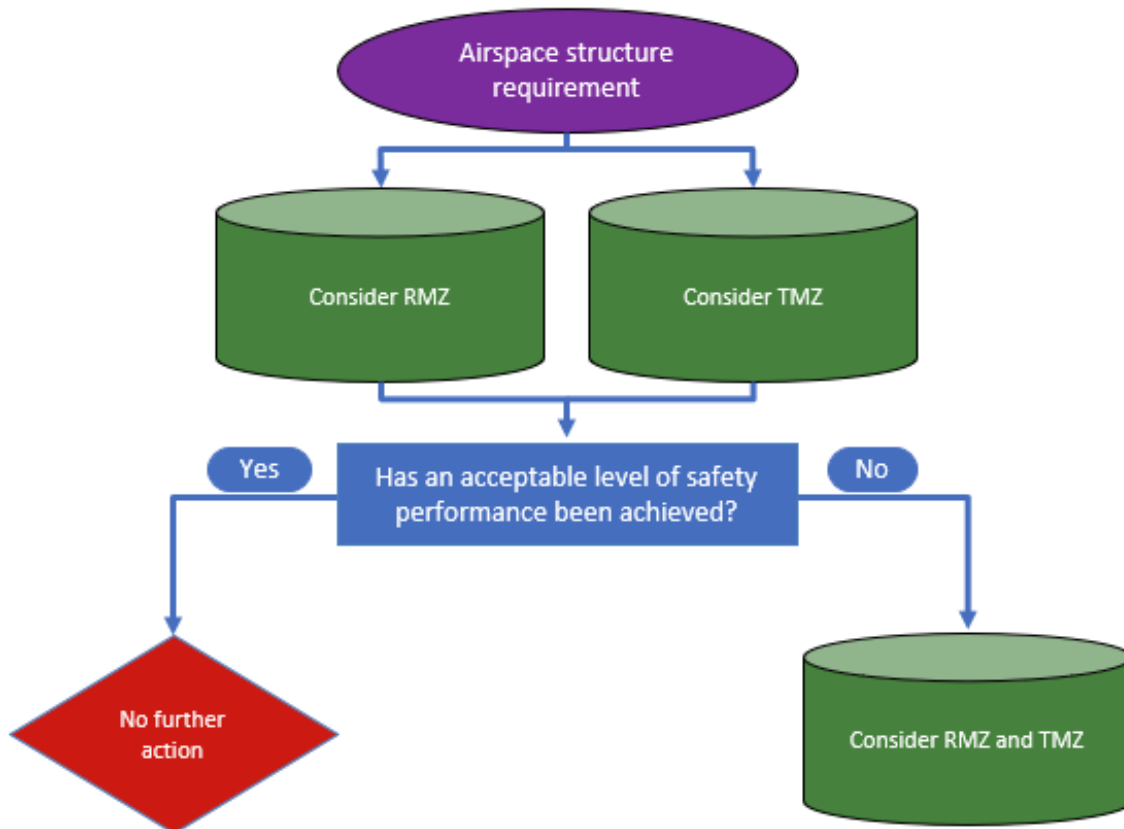 Airspace structure
requirement
Consider RMZ
Consider TMZ
Yes
Has an acceptable level of safety
performance been achieved?
No
No further
action
Consider RMZ and TMZ